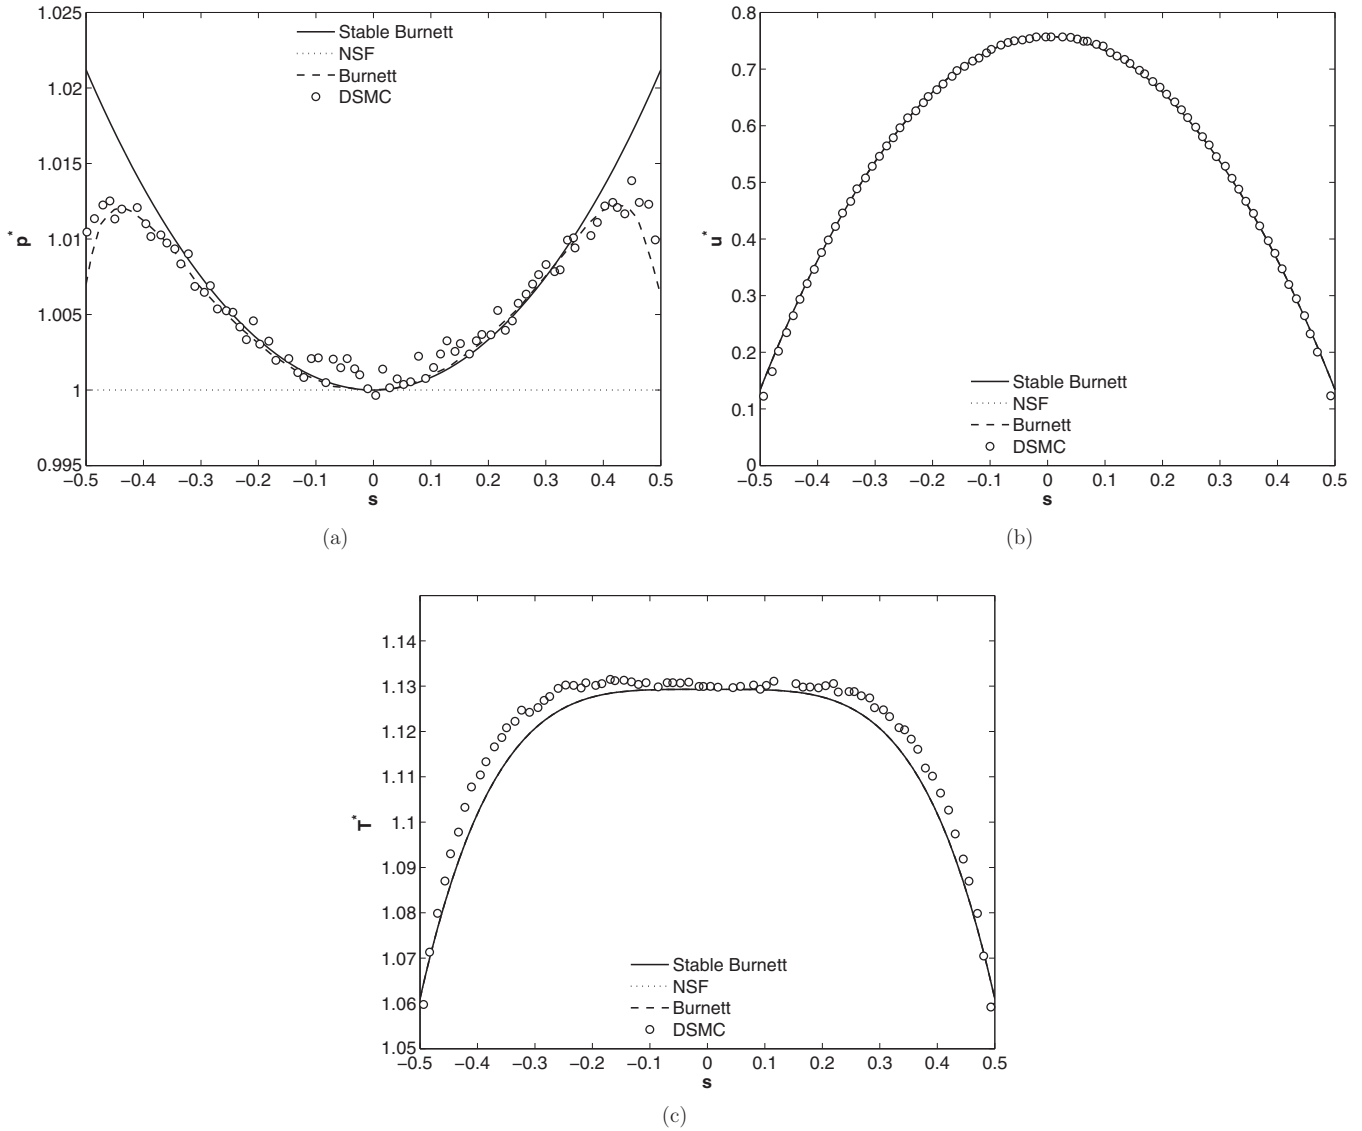 1.025
1.02
1.015
1.01
1.005
1
0.995
p*
−0.5 −0.4 −0.3 −0.2 −0.1 0 0.1 0.2 0.3 0.4 0.5
s
Stable Burnett
NSF
Burnett
DSMC
(a)
0.8
0.7
0.6
0.5
0.4
0.3
0.2
0.1
0
u*
−0.5 −0.4 −0.3 −0.2 −0.1 0 0.1 0.2 0.3 0.4 0.5
s
Stable Burnett
NSF
Burnett
DSMC
(b)
1.14
1.13
1.12
1.11
1.1
1.09
1.08
1.07
1.06
1.05
T*
−0.5 −0.4 −0.3 −0.2 −0.1 0 0.1 0.2 0.3 0.4 0.5
s
Stable Burnett
NSF
Burnett
DSMC
(c)